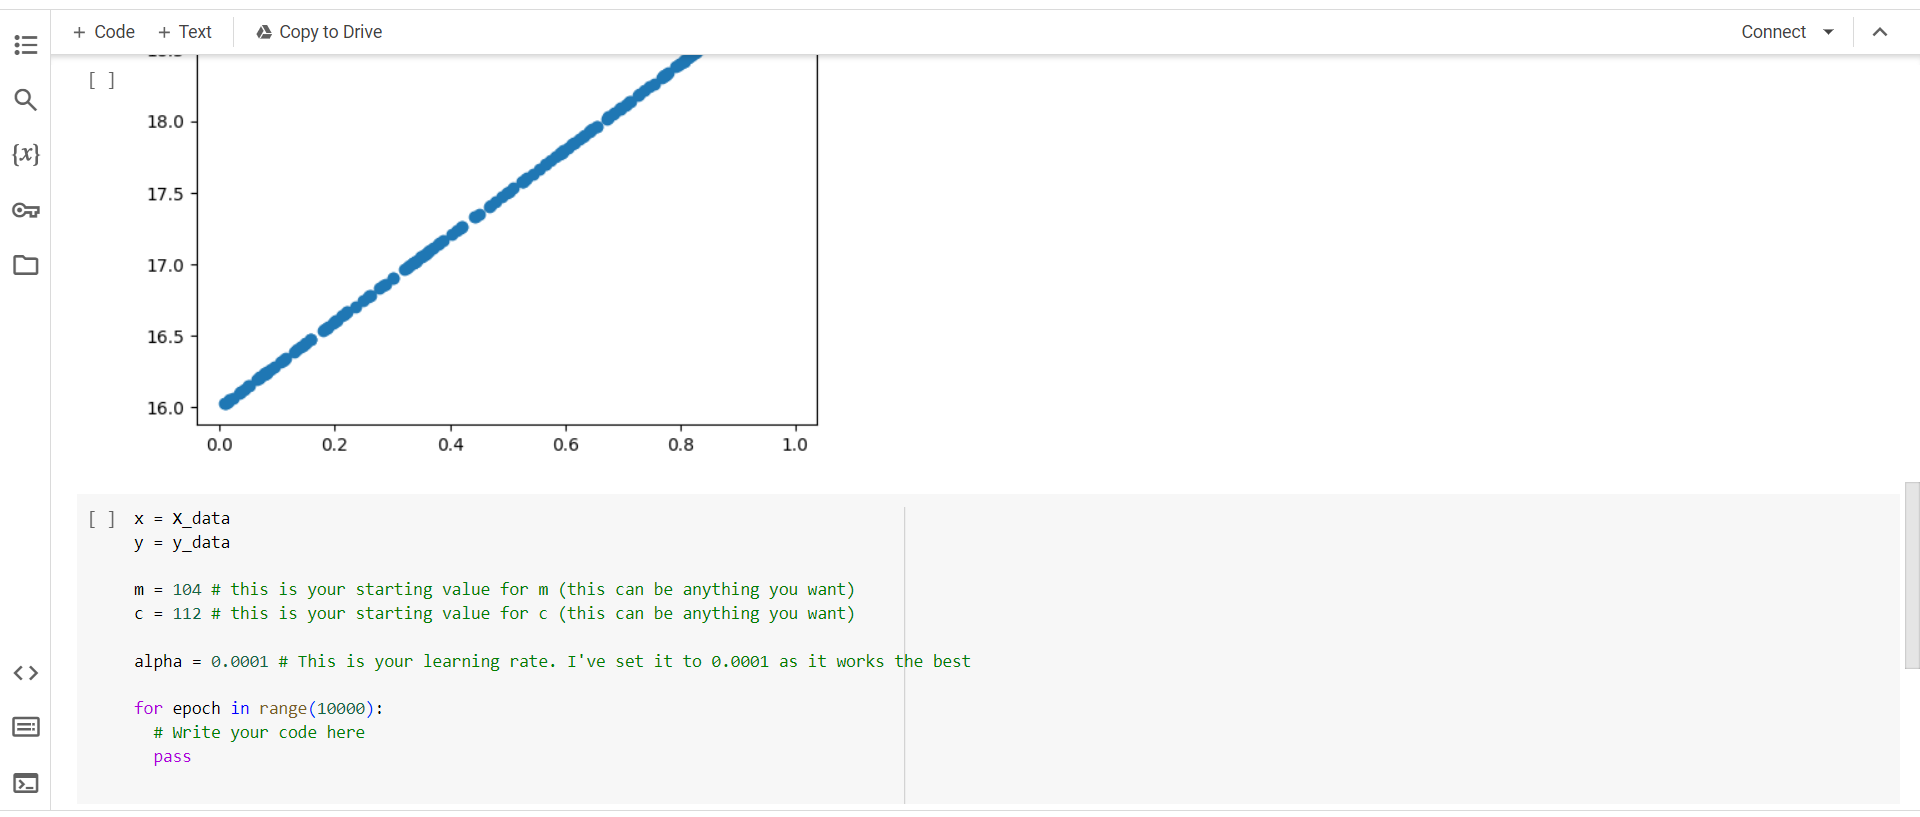 + Code + Text Copy to Drive Connect
[ ]
18.0
17.5
17.0
16.5
16.0
0.0 0.2 0.4 0.6 0.8 1.0
{x}
[ ] x = X_data
y = y_data
m = 104 # this is your starting value for m (this can be anything you want)
c = 112 # this is your starting value for c (this can be anything you want)
alpha = 0.0001 # This is your learning rate. I've set it to 0.0001 as it works the best
for epoch in range(10000):
# Write your code here
pass